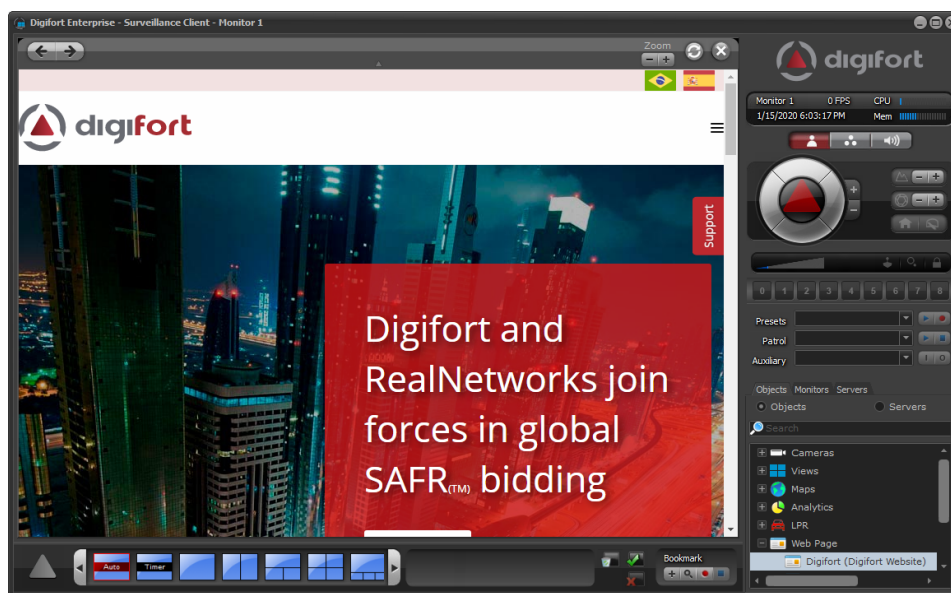 Digifort Enterprise - Surveillance Client - Monitor 1
Zoom
digifort
Support
Digifort and
RealNetworks join
forces in global
SAFR(TM) bidding
Auto
Timer
Bookmark
digifort
Monitor 1 0 FPS CPU
1/15/2020 6:03:17 PM Mem
0 1 2 3 4 5 6 7 8
Presets
Patrol
Auxiliary
Objects Monitors Servers
Objects Servers
Search
Cameras
Views
Maps
Analytics
LPR
Web Page
Digifort (Digifort Website)